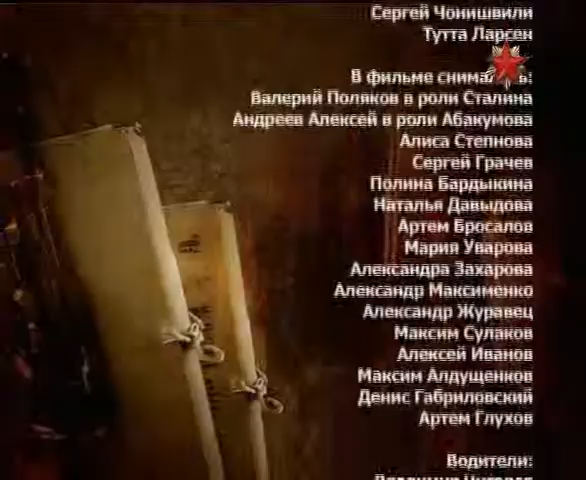 Сергей Чонишвили
Тутта Ларсен
В фильме снимались:
Валерий Поляков в роли Сталина
Андреев Алексей в роли Абакумова
Алиса Степнова
Сергей Грачев
Полина Бардыкина
Наталья Давыдова
Артем Бросалов
Мария Уварова
Александра Захарова
Александр Максименко
Александр Журавец
Максим Сулаков
Алексей Иванов
Максим Алдущенков
Денис Габриловский
Артем Глухов
Водители:
Владимир